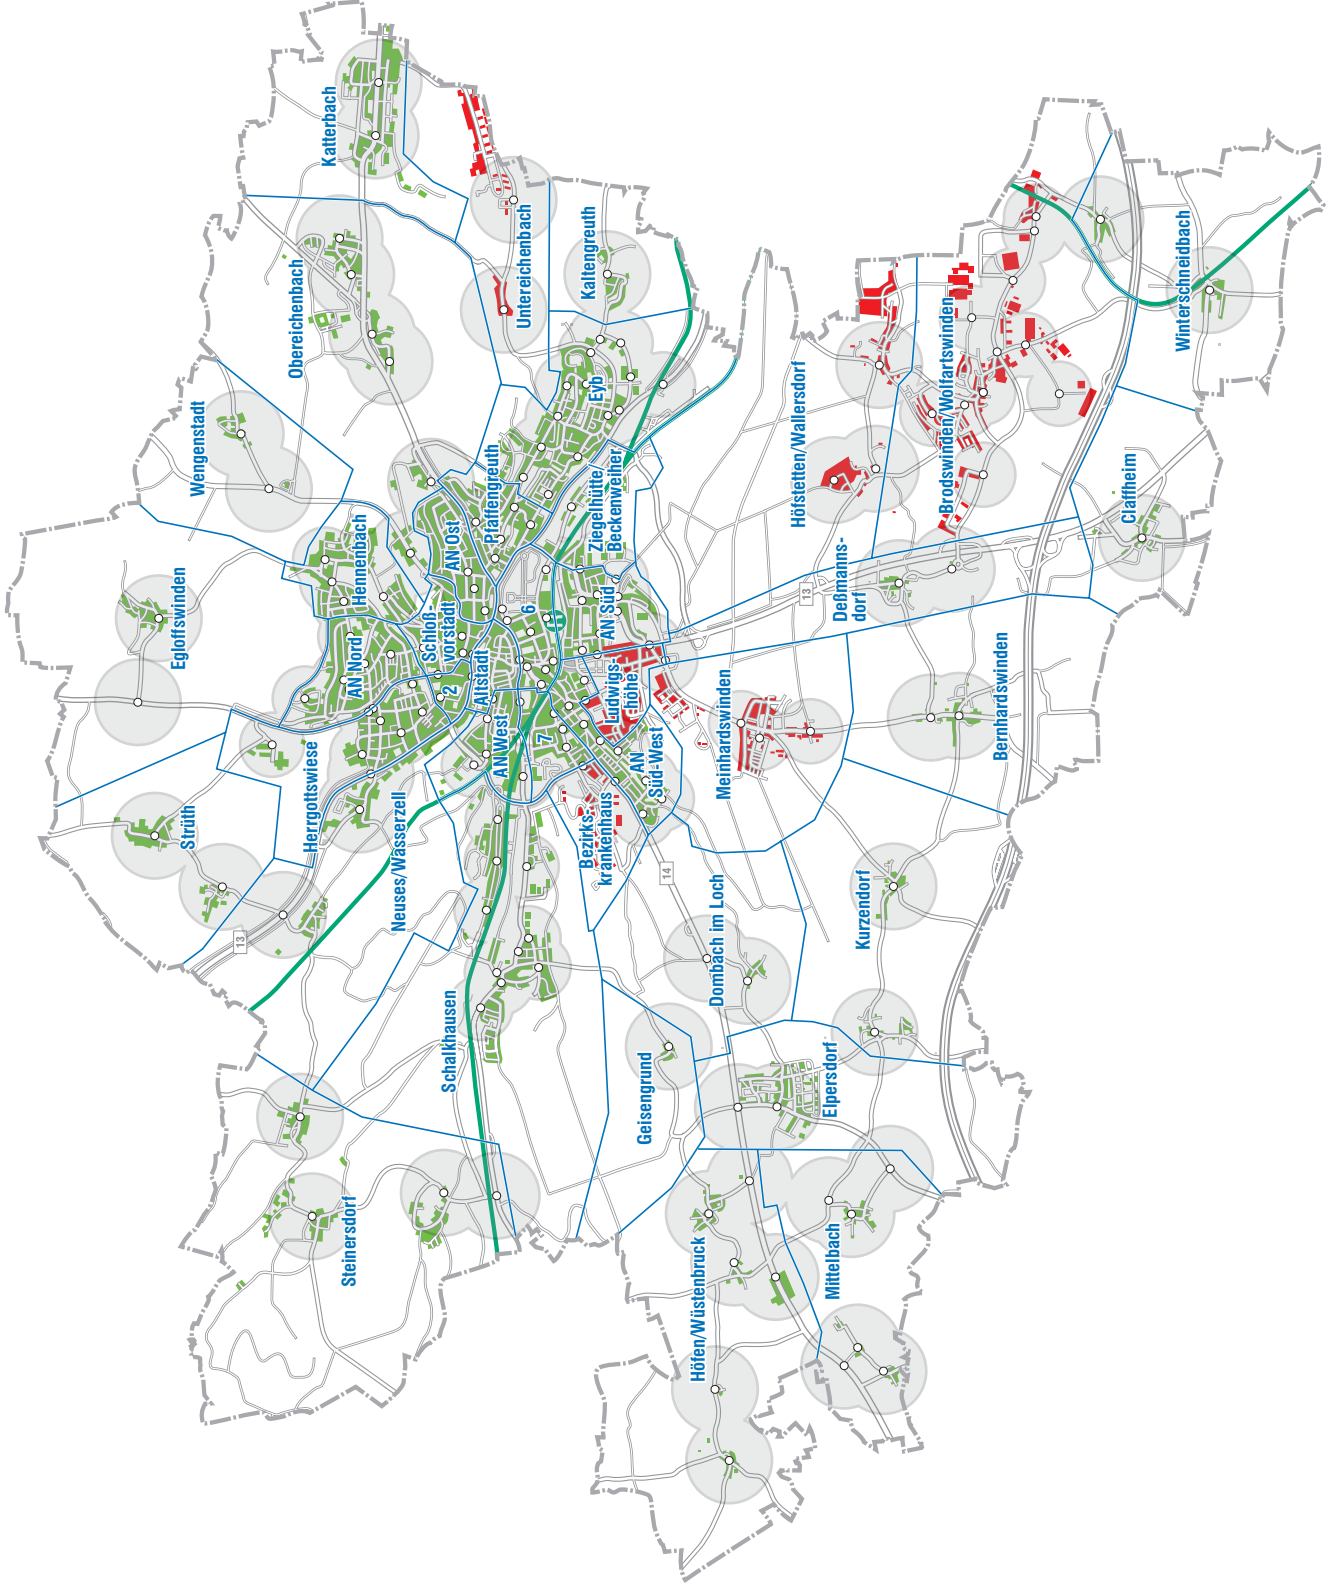 Katterbach
Obereichenbach
Untereichenbach
Kaltengreuth
Wengenstadt
Eyb
Pfaffengreuth
Ziegelhütte
Beckenweiher
Hennenbach
AN Ost
Egloffswinden
Schloß-
vorstadt
AN Nord
2
Altstadt
6
AN Süd
Ludwigs-
höhe
AN West
7
AN
Süd-West
Herrgottswiese
Strüth
Neuses/Wasserzell
Bezirks-
krankenhaus
13
14
13
Schalkhausen
Steinersdorf
Geisengrund
Dombach im Loch
Elpersdorf
Höfen/Wüstenbruck
Mittelbach
Kurzendorf
Meinhardswinden
Bernhardswinden
Deßmanns-
dorf
Höfstetten/Wallersdorf
Brodswinden/Wolfartswinden
Claffheim
Winterschneidbach